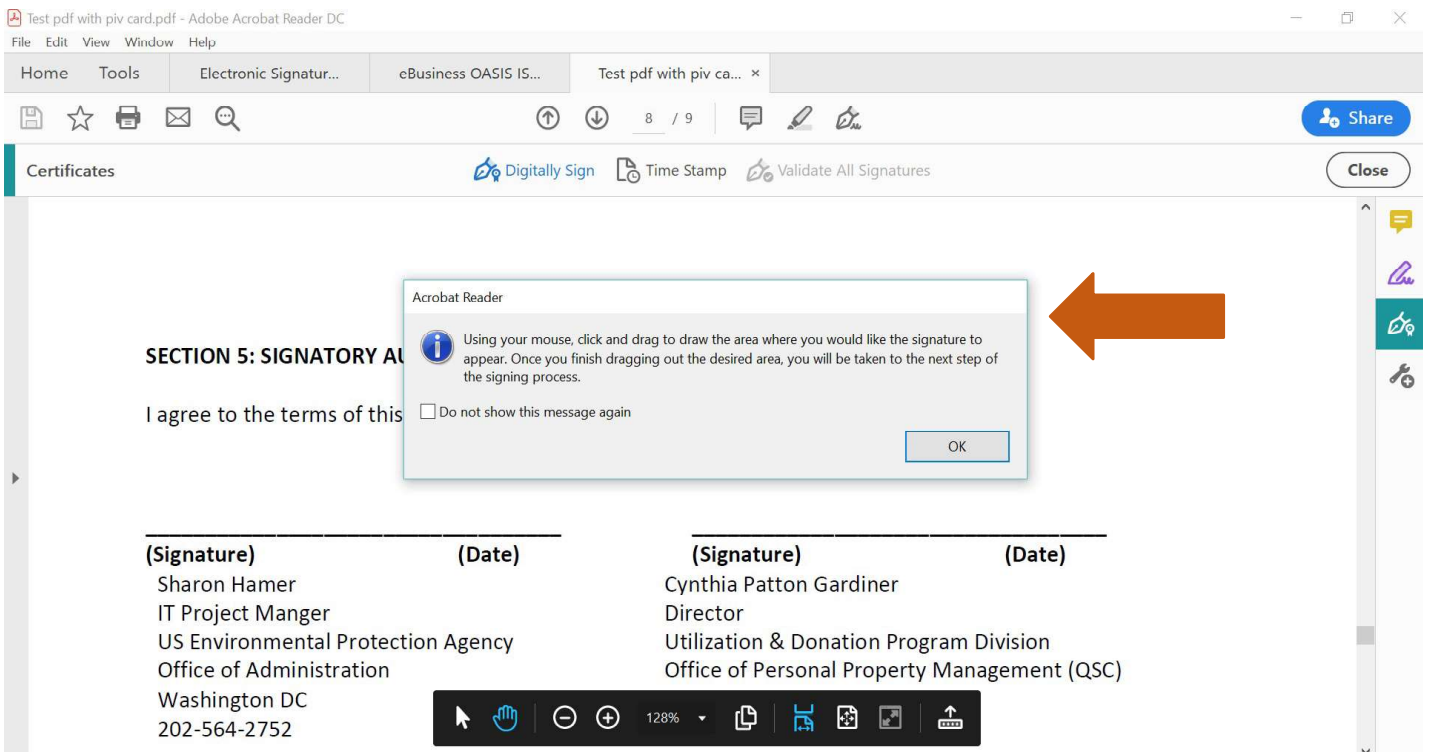 Test pdf with piv card.pdf - Adobe Acrobat Reader DC
File Edit View Window Help
Home Tools Electronic Signatur... eBusiness OASIS IS... Test pdf with piv ca... ×
8 / 9 Share
Certificates Digitally Sign Time Stamp Validate All Signatures Close
Acrobat Reader
Using your mouse, click and drag to draw the area where you would like the signature to
appear. Once you finish dragging out the desired area, you will be taken to the next step of
the signing process.
Do not show this message again
OK
SECTION 5: SIGNATORY AU
I agree to the terms of this
(Signature) (Date) (Signature) (Date)
Sharon Hamer Cynthia Patton Gardiner
IT Project Manger Director
US Environmental Protection Agency Utilization & Donation Program Division
Office of Administration Office of Personal Property Management (QSC)
Washington DC
202-564-2752
128%